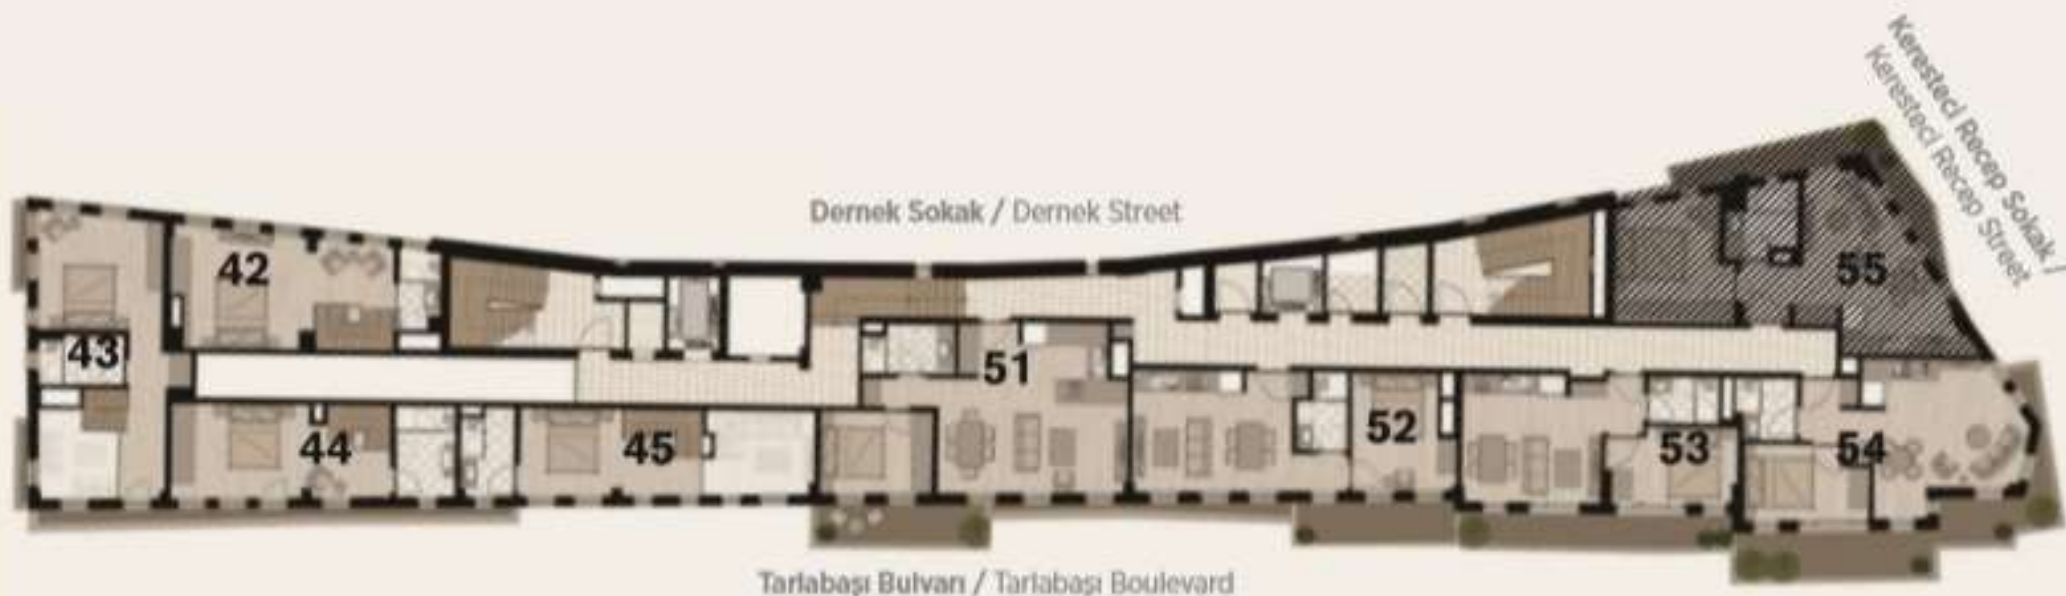 Keresteci Recep Sokak /
Keresteci Recep Street
Dernek Sokak / Dernek Street
42
55
43
51
52
44
45
53
54
Tarlabaşı Bulvarı / Tarlabaşı Boulevard